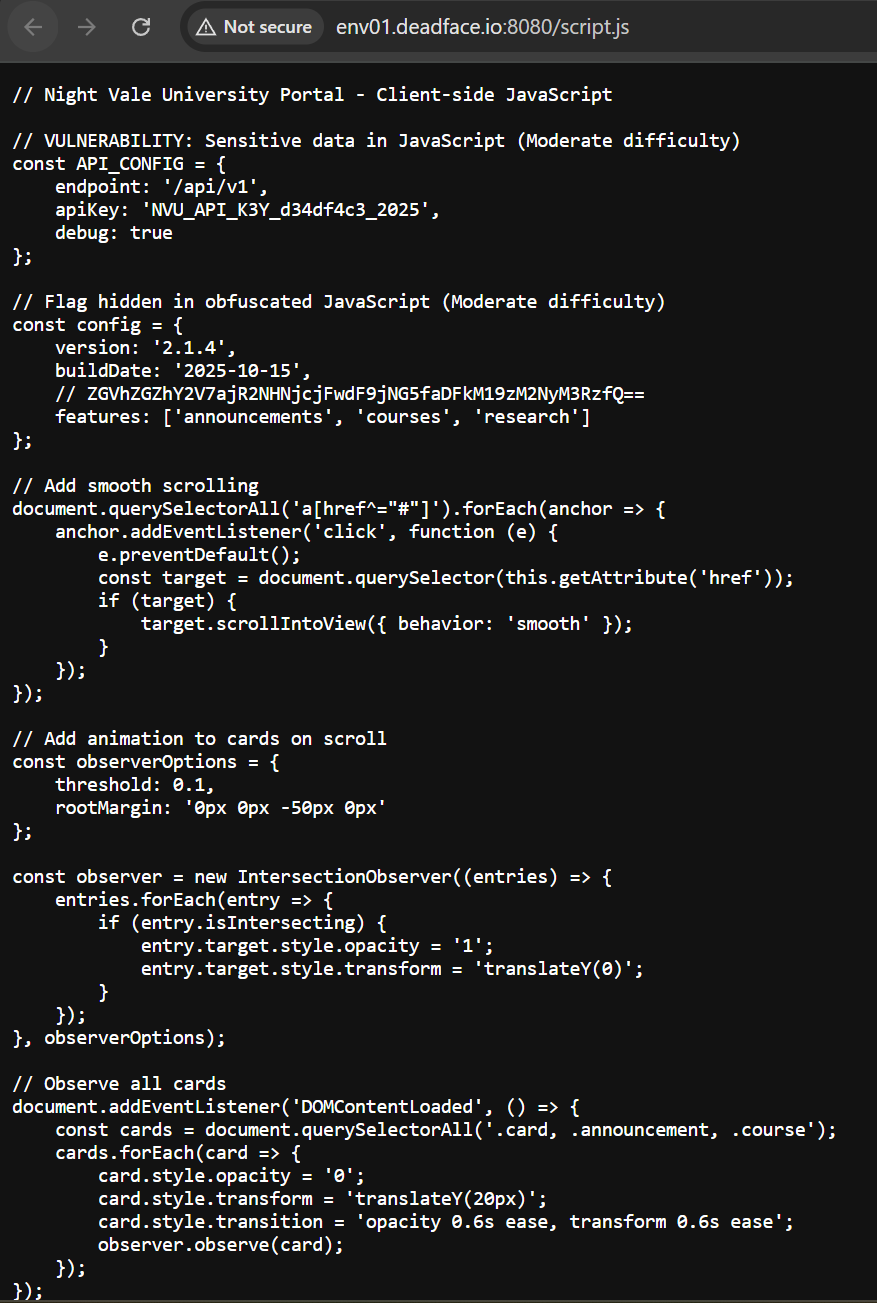 Not secure env01.deadface.io:8080/script.js
// Night Vale University Portal - Client-side JavaScript
// VULNERABILITY: Sensitive data in JavaScript (Moderate difficulty)
const API_CONFIG = {
    endpoint: '/api/v1',
    apiKey: 'NVU_API_K3Y_d34df4c3_2025',
    debug: true
};
// Flag hidden in obfuscated JavaScript (Moderate difficulty)
const config = {
    version: '2.1.4',
    buildDate: '2025-10-15',
    // ZGVhZGZhY2V7ajR2NHNjcjFwdF9jNG5faDFkM19zM2NyM3RzfQ==
    features: ['announcements', 'courses', 'research']
};
// Add smooth scrolling
document.querySelectorAll('a[href^="#"]').forEach(anchor => {
    anchor.addEventListener('click', function (e) {
        e.preventDefault();
        const target = document.querySelector(this.getAttribute('href'));
        if (target) {
            target.scrollIntoView({ behavior: 'smooth' });
        }
    });
});
// Add animation to cards on scroll
const observerOptions = {
    threshold: 0.1,
    rootMargin: '0px 0px -50px 0px'
};
const observer = new IntersectionObserver((entries) => {
    entries.forEach(entry => {
        if (entry.isIntersecting) {
            entry.target.style.opacity = '1';
            entry.target.style.transform = 'translateY(0)';
        }
    });
}, observerOptions);
// Observe all cards
document.addEventListener('DOMContentLoaded', () => {
    const cards = document.querySelectorAll('.card, .announcement, .course');
    cards.forEach(card => {
        card.style.opacity = '0';
        card.style.transform = 'translateY(20px)';
        card.style.transition = 'opacity 0.6s ease, transform 0.6s ease';
        observer.observe(card);
    });
});